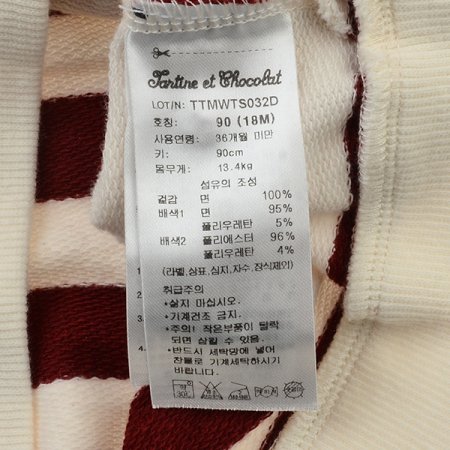 Tartine et Chocolat
LOT/N: TTMWTS032D
호칭: 90 (18M)
사용연령: 36개월 미만
키: 90cm
몸무게: 13.4kg
섬유의 조성
겉감 면 100%
배색1 면 95%
폴리우레탄 5%
배색2 폴리에스터 96%
폴리우레탄 4%
(라벨,상표,심지,자수,장식제외)
취급주의
*삶지 마십시오.
*기계건조 금지.
*주의! 작은부품이 탈락
되면 삼킬 우려 있음.
*반드시 세탁망에 넣어
찬물로 기계세탁하시기